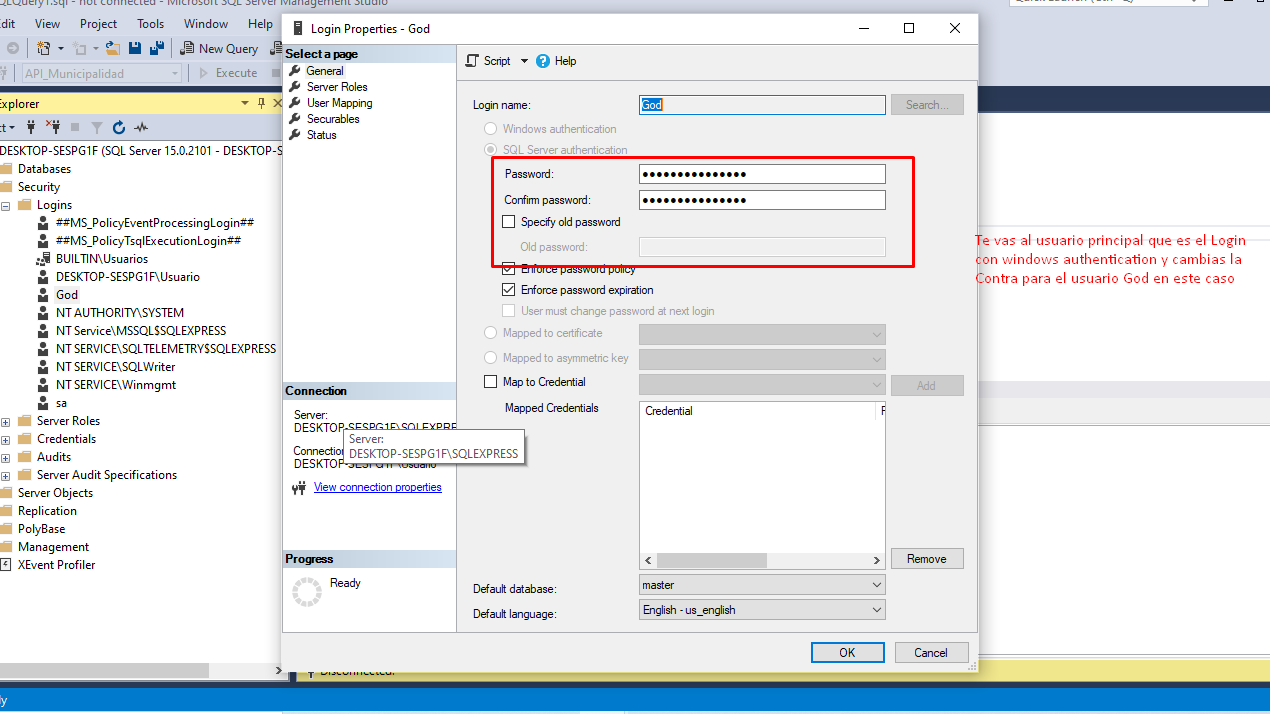 SQLQuery1.sql - not connected - Microsoft SQL Server Management Studio
Edit View Project Tools Window Help
New Query
API_Municipalidad Execute
Explorer
DESKTOP-SESPG1F (SQL Server 15.0.2101 - DESKTOP-S
Databases
Security
Logins
##MS_PolicyEventProcessingLogin##
##MS_PolicyTsqlExecutionLogin##
BUILTIN\Usuarios
DESKTOP-SESPG1F\Usuario
God
NT AUTHORITY\SYSTEM
NT Service\MSSQL$SQLEXPRESS
NT SERVICE\SQLTELEMETRY$SQLEXPRESS
NT SERVICE\SQLWriter
NT SERVICE\Winmgmt
sa
Server Roles
Credentials
Audits
Server Audit Specifications
Server Objects
Replication
PolyBase
Management
XEvent Profiler
Login Properties - God
Select a page
General
Server Roles
User Mapping
Securables
Status
Connection
Server:
DESKTOP-SESPG1F\SQLEXPRE
Server:
DESKTOP-SESPG1F\SQLEXPRESS
Connection
DESKTOP-SESPG1F\Usuario
View connection properties
Progress
Ready
Script Help
Login name: God Search...
Windows authentication
SQL Server authentication
Password: ●●●●●●●●●●●●●●●
Confirm password: ●●●●●●●●●●●●●●●
Specify old password
Old password:
Enforce password policy
Enforce password expiration
User must change password at next login
Mapped to certificate
Mapped to asymmetric key
Map to Credential Add
Mapped Credentials Credential
Remove
Default database: master
Default language: English - us_english
OK Cancel
Te vas al usuario principal que es el Login
con windows authentication y cambias la
Contra para el usuario God en este caso
Disconnected.